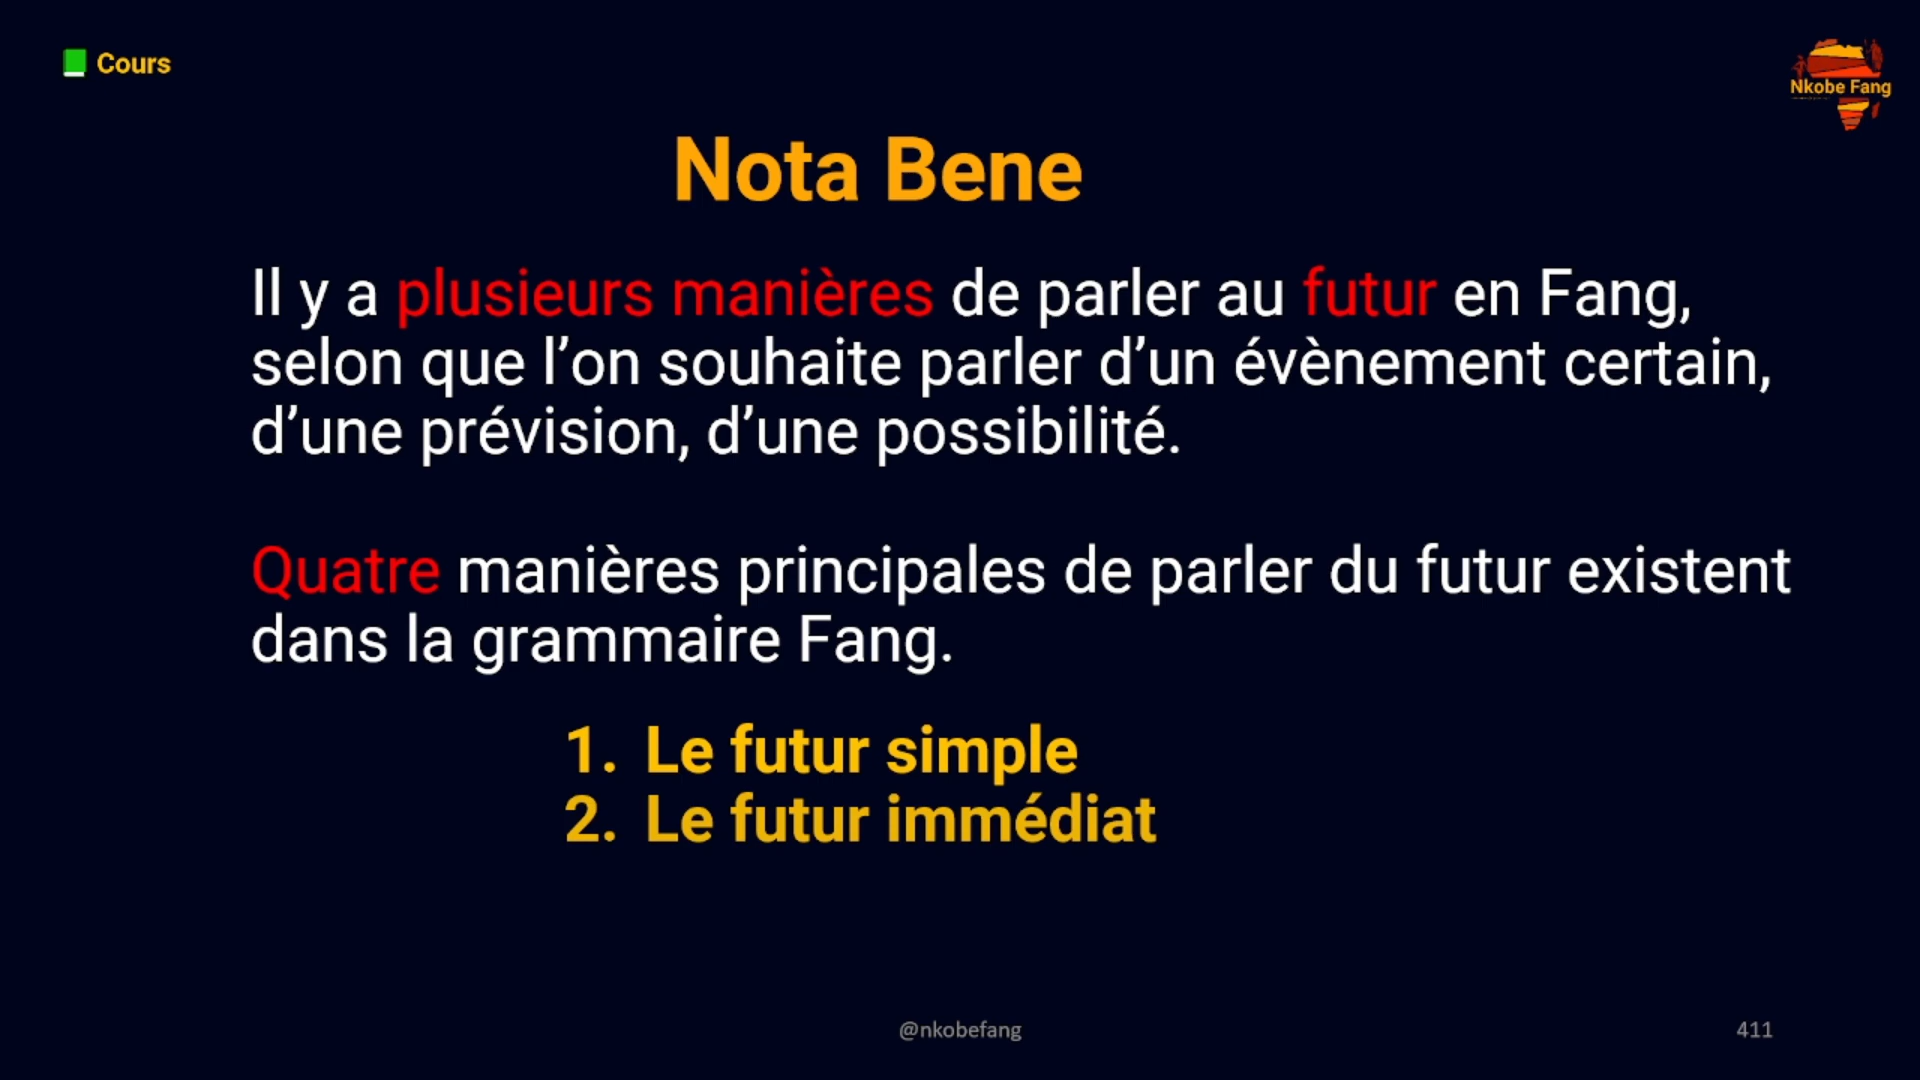 Cours
Nkobe Fang
Nota Bene
Il y a plusieurs manières de parler au futur en Fang,
selon que l’on souhaite parler d’un évènement certain,
d’une prévision, d’une possibilité.
Quatre manières principales de parler du futur existent
dans la grammaire Fang.
1. Le futur simple
2. Le futur immédiat
@nkobefang
411